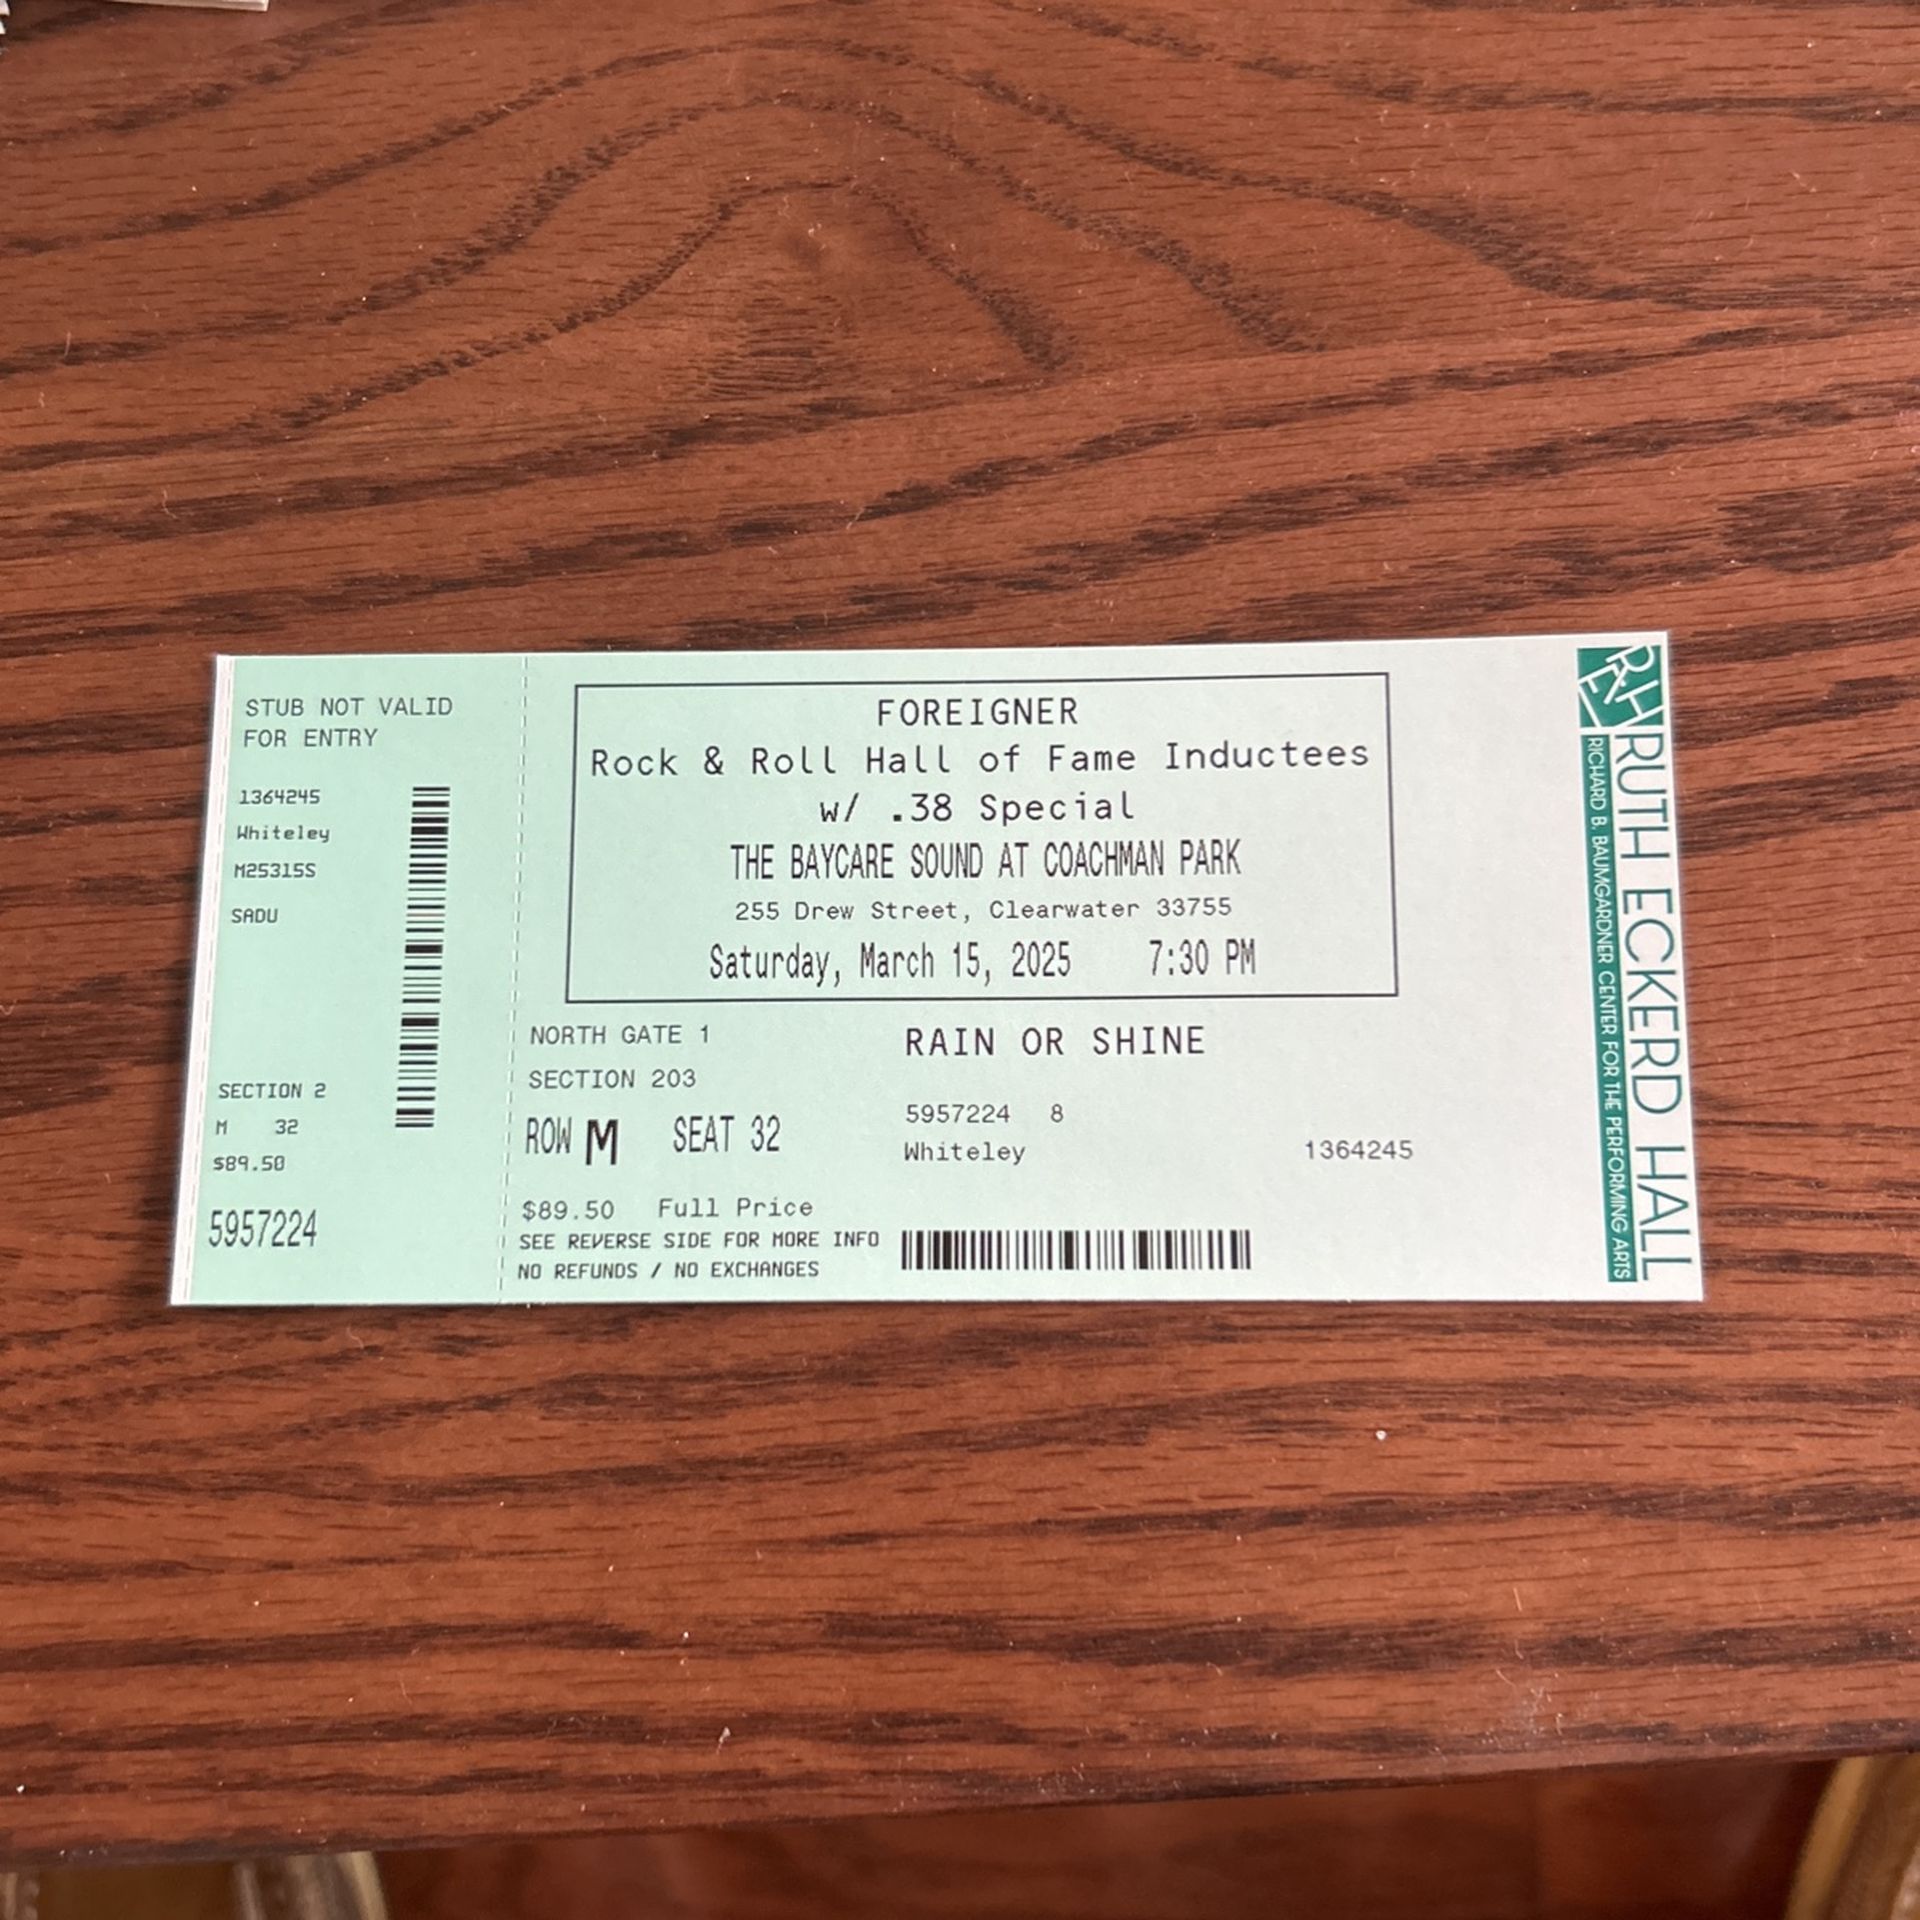 STUB NOT VALID
FOR ENTRY
1364245
Whiteley
M25315S
SADU
SECTION 2
M 32
$89.50
5957224
FOREIGNER
Rock & Roll Hall of Fame Inductees
w/ .38 Special
THE BAYCARE SOUND AT COACHMAN PARK
255 Drew Street, Clearwater 33755
Saturday, March 15, 2025 7:30 PM
NORTH GATE 1
SECTION 203
ROW M SEAT 32
$89.50 Full Price
SEE REVERSE SIDE FOR MORE INFO
NO REFUNDS / NO EXCHANGES
RAIN OR SHINE
5957224 8
Whiteley 1364245
RUTH ECKERD HALL
RICHARD B. BAUMGARDNER CENTER FOR THE PERFORMING ARTS